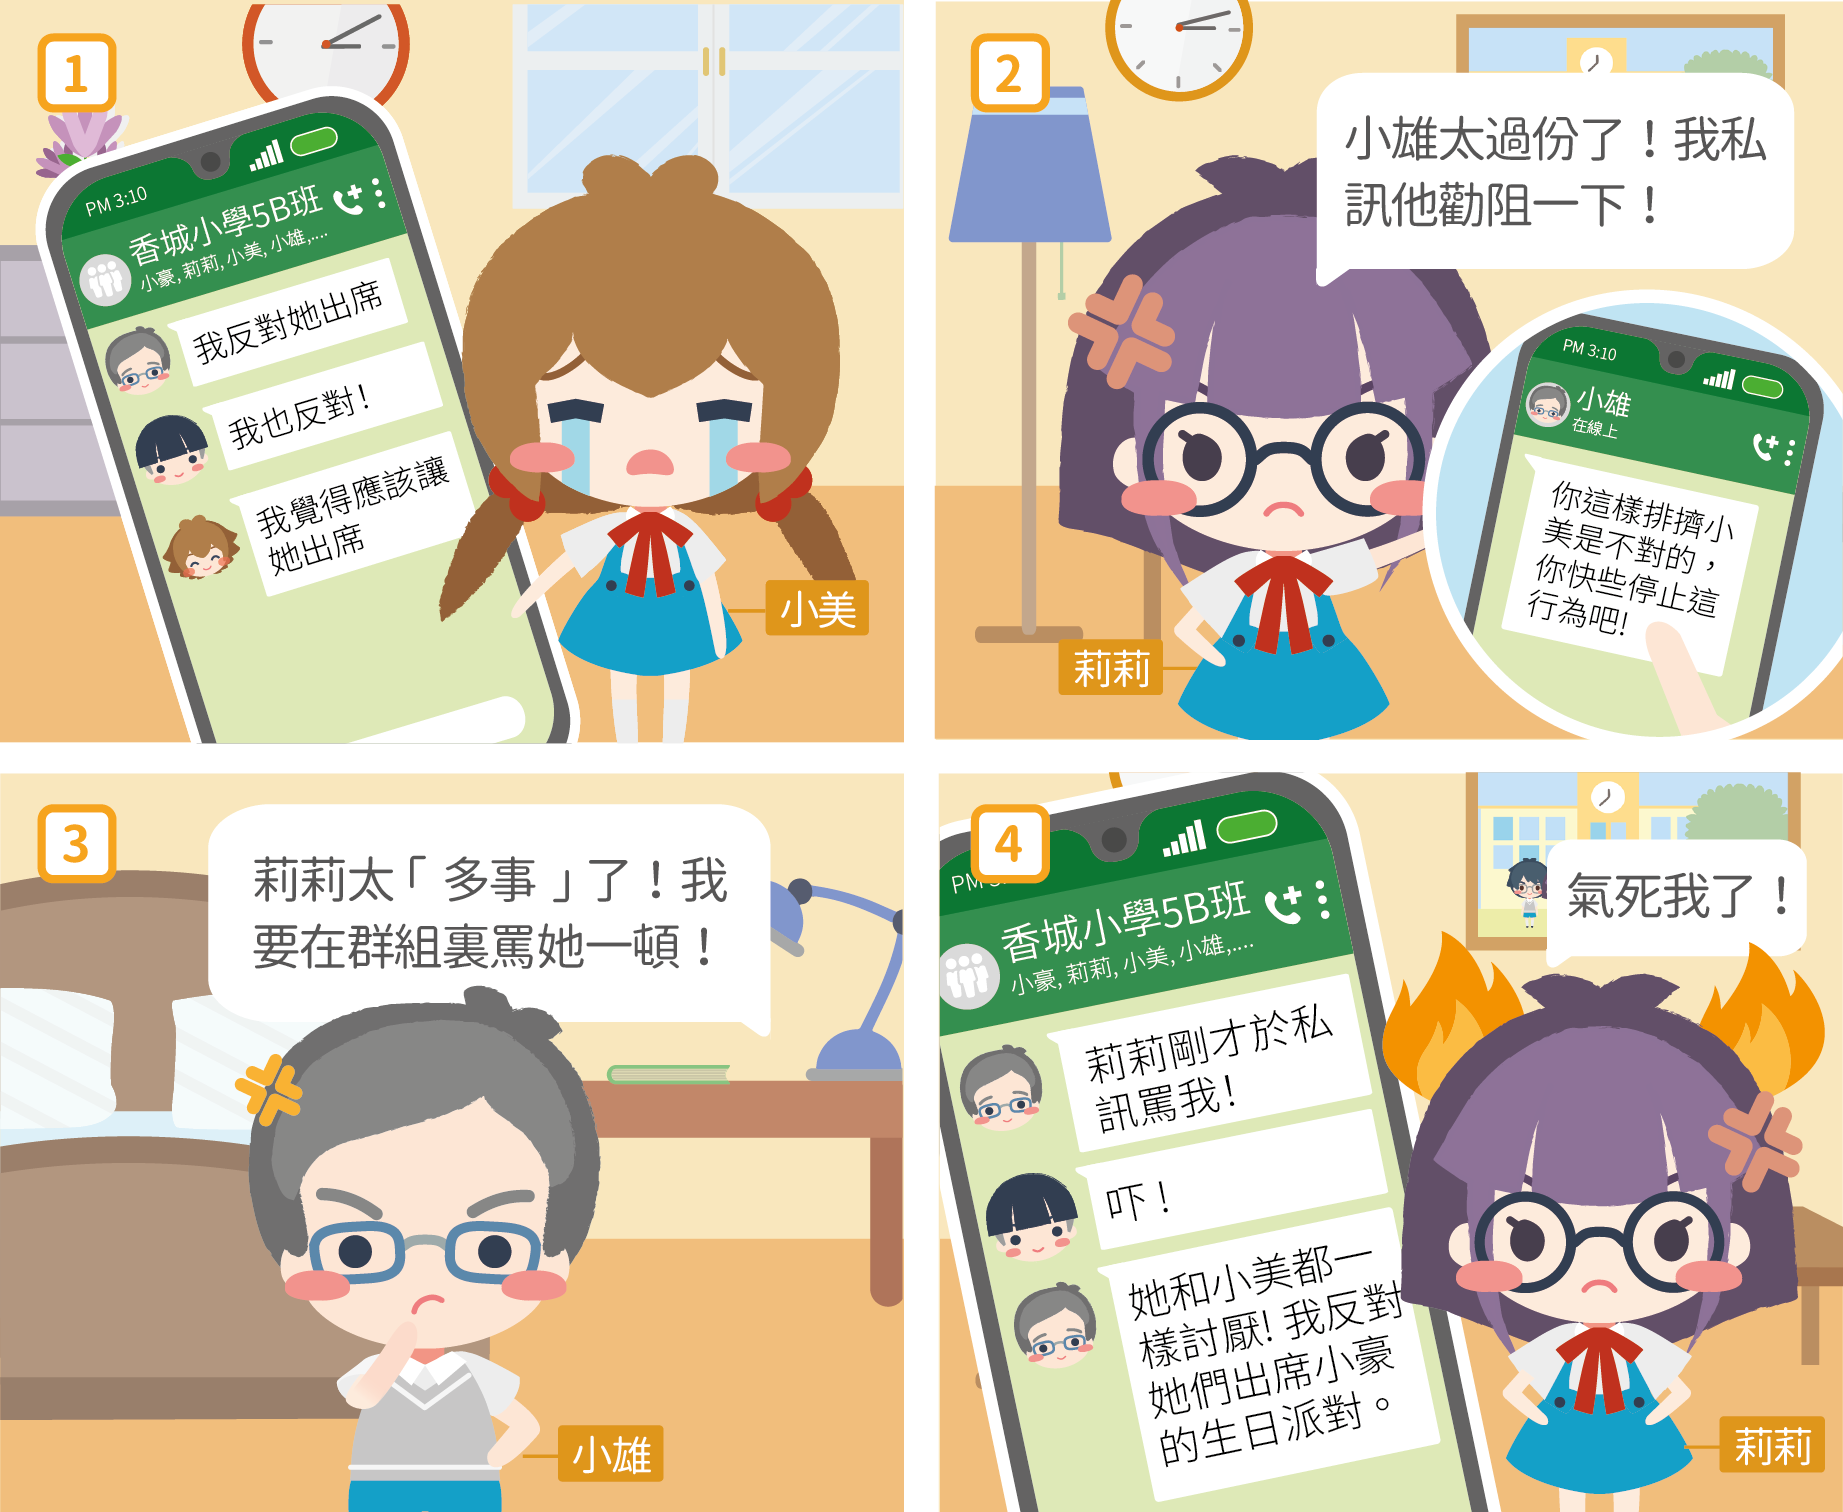 1
PM 3:10
香城小學5B班
小豪, 莉莉, 小美, 小雄,....
我反對她出席
我也反對!
我覺得應該讓
她出席
小美
2
小雄太過份了！我私
訊他勸阻一下！
PM 3:10
小雄
在線上
你這樣排擠小
美是不對的，
你快些停止這
行為吧!
莉莉
3
莉莉太「多事」了！我
要在群組裏罵她一頓！
小雄
4
PM
香城小學5B班
小豪, 莉莉, 小美, 小雄,....
氣死我了！
莉莉剛才於私
訊罵我!
吓！
她和小美都一
樣討厭! 我反對
她們出席小豪
的生日派對。
莉莉